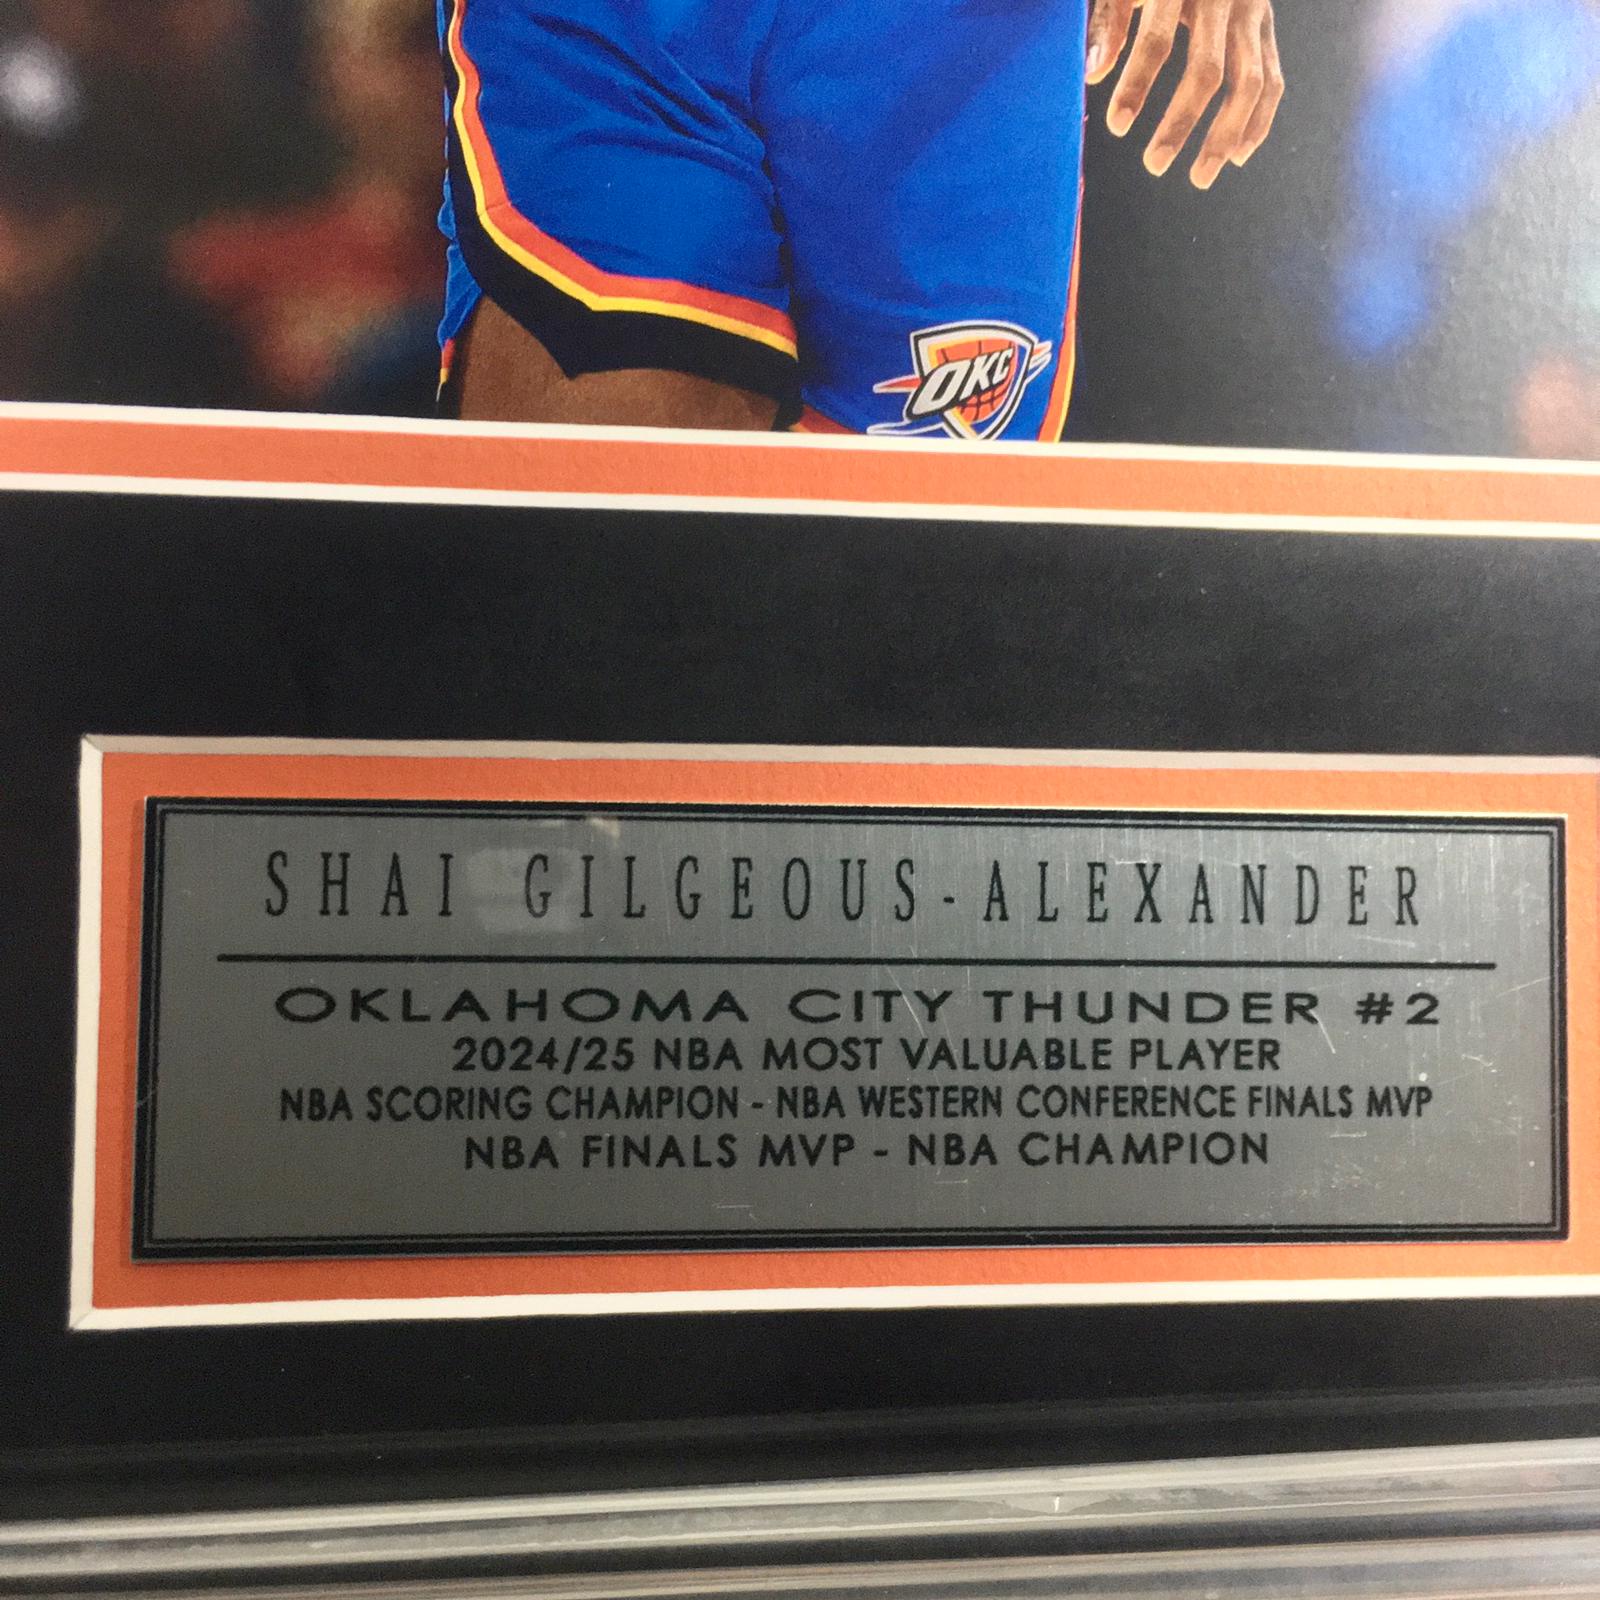 OKC
SHAI GILGEOUS-ALEXANDER
OKLAHOMA CITY THUNDER #2
2024/25 NBA MOST VALUABLE PLAYER
NBA SCORING CHAMPION - NBA WESTERN CONFERENCE FINALS MVP
NBA FINALS MVP - NBA CHAMPION